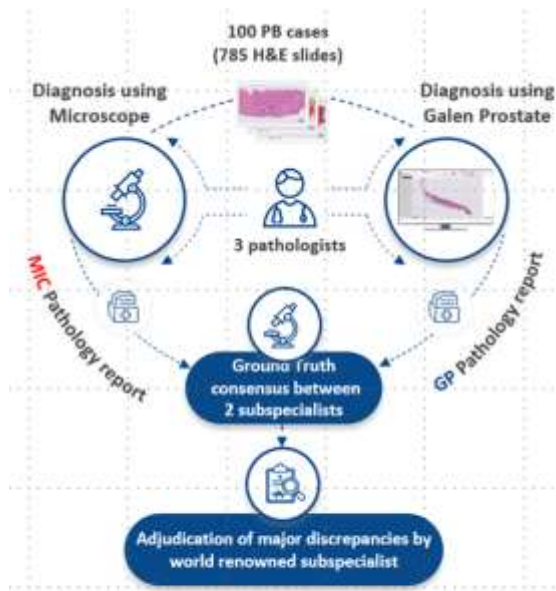 100 PB cases
(785 H&E slides)
Diagnosis using
Microscope
Diagnosis using
Galen Prostate
3 pathologists
MIC Pathology report
GP Pathology report
Ground Truth
consensus between
2 subspecialists
Adjudication of major discrepancies by
world renowned subspecialist